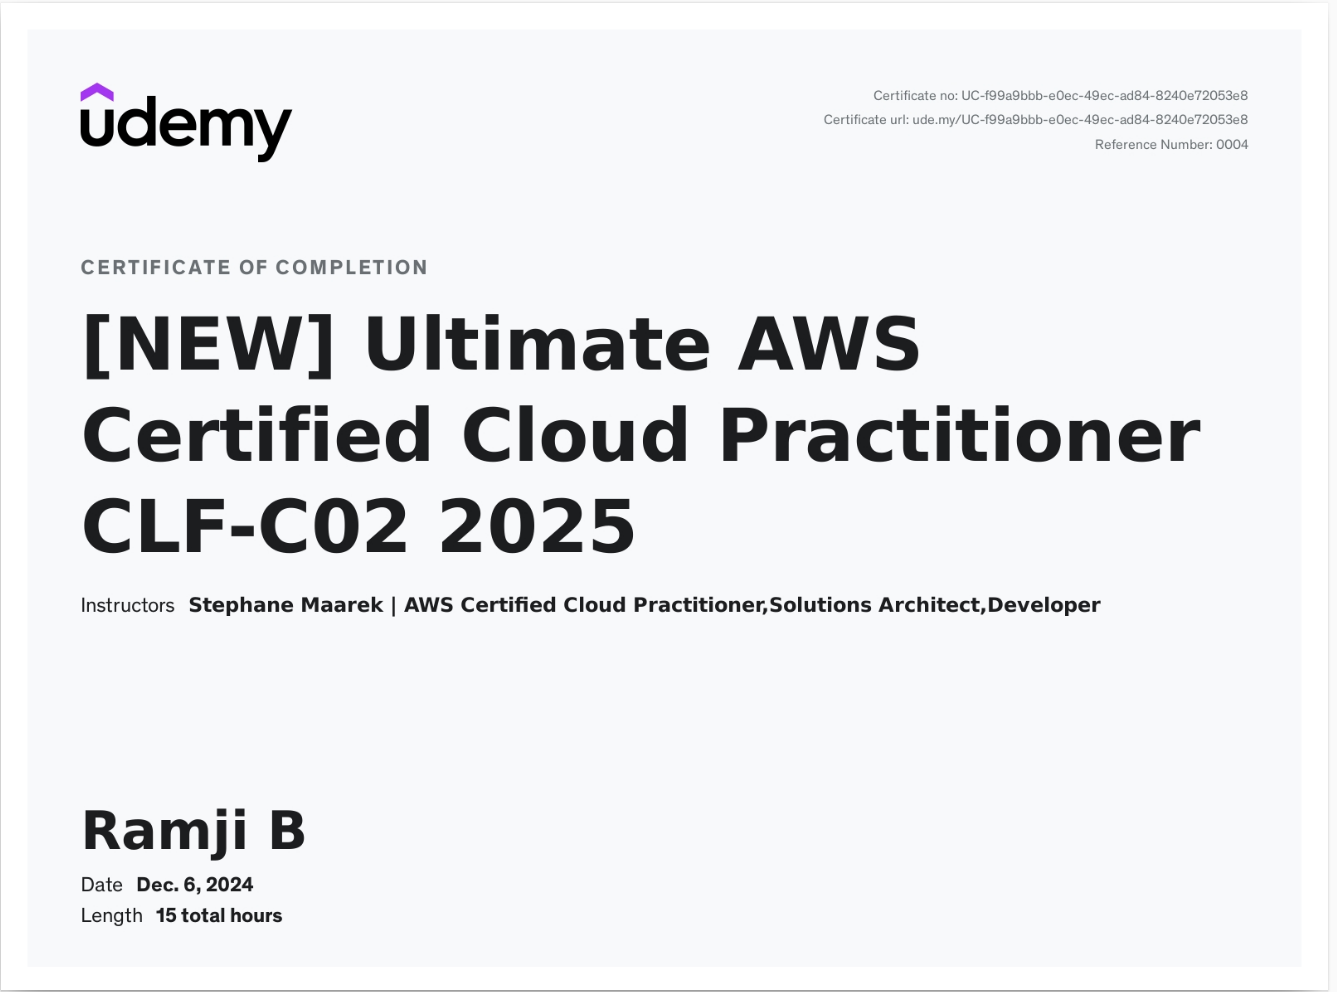 udemy
Certificate no: UC-f99a9bbb-e0ec-49ec-ad84-8240e72053e8
Certificate url: ude.my/UC-f99a9bbb-e0ec-49ec-ad84-8240e72053e8
Reference Number: 0004
CERTIFICATE OF COMPLETION
[NEW] Ultimate AWS
Certified Cloud Practitioner
CLF-C02 2025
Instructors Stephane Maarek | AWS Certified Cloud Practitioner,Solutions Architect,Developer
Ramji B
Date Dec. 6, 2024
Length 15 total hours